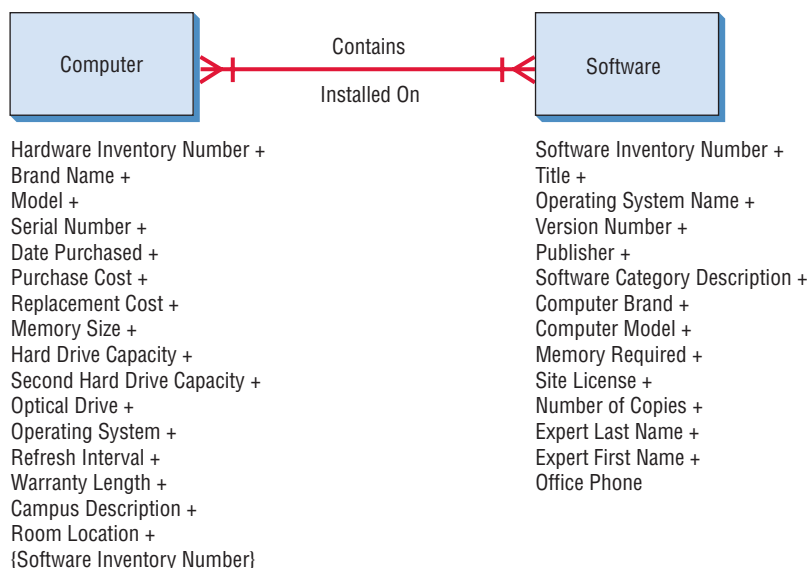 Computer
Contains
Installed On
Software
Hardware Inventory Number +
Brand Name +
Model +
Serial Number +
Date Purchased +
Purchase Cost +
Replacement Cost +
Memory Size +
Hard Drive Capacity +
Second Hard Drive Capacity +
Optical Drive +
Operating System +
Refresh Interval +
Warranty Length +
Campus Description +
Room Location +
{Software Inventory Number}
Software Inventory Number +
Title +
Operating System Name +
Version Number +
Publisher +
Software Category Description +
Computer Brand +
Computer Model +
Memory Required +
Site License +
Number of Copies +
Expert Last Name +
Expert First Name +
Office Phone